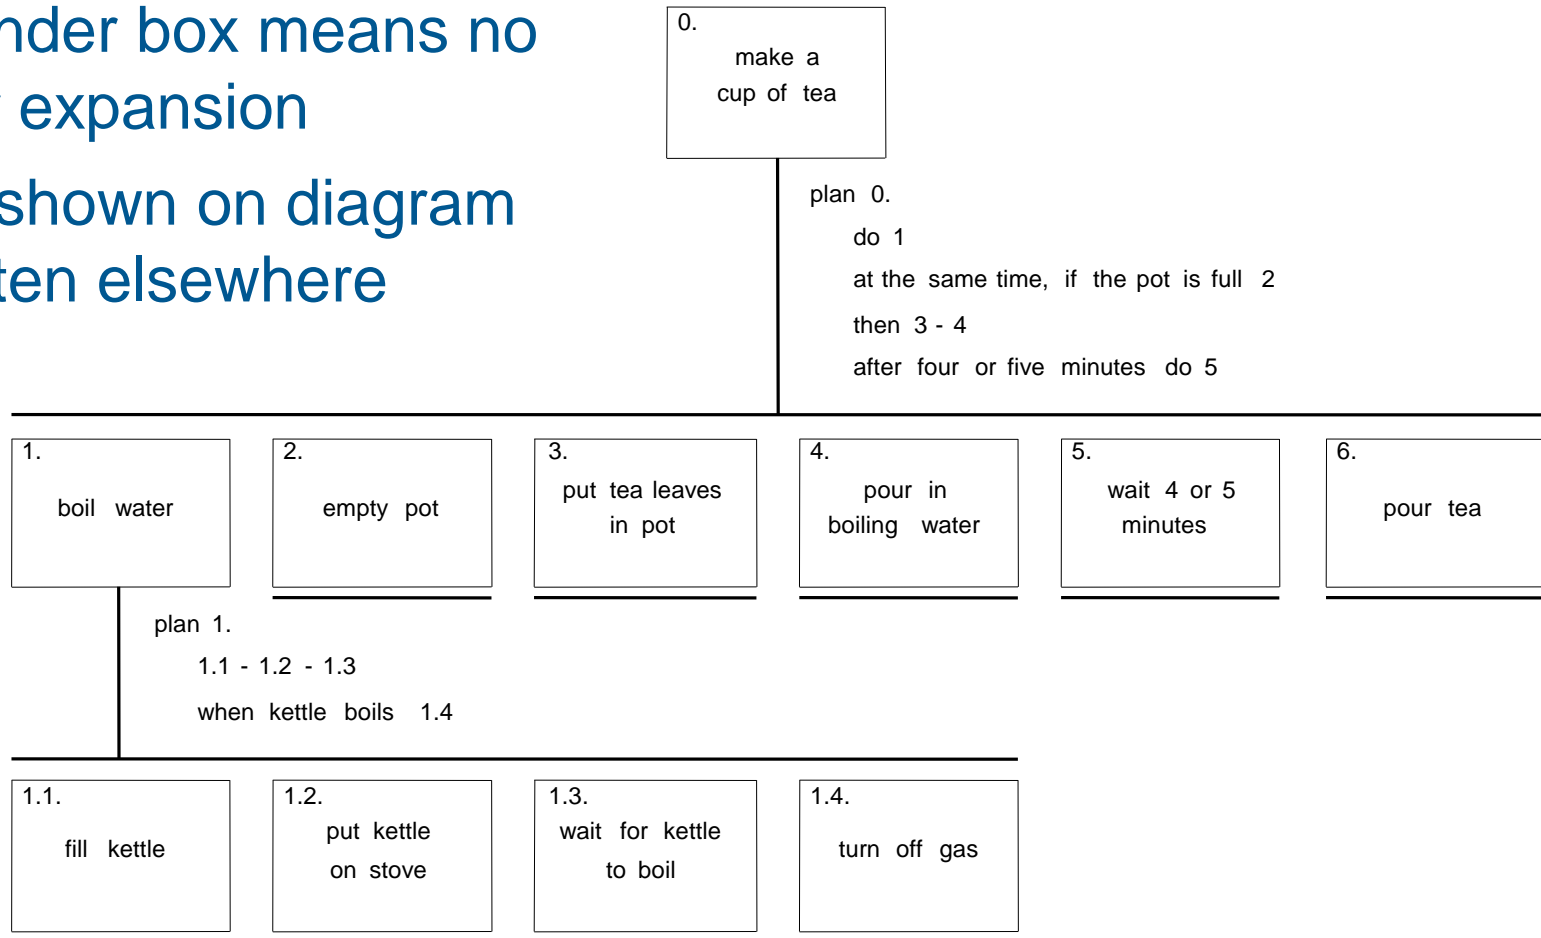 nder box means no
expansion
shown on diagram
ten elsewhere
0.
make a
cup of tea
plan 0.
do 1
at the same time, if the pot is full 2
then 3 - 4
after four or five minutes do 5
1.
boil water
2.
empty pot
3.
put tea leaves
in pot
4.
pour in
boiling water
5.
wait 4 or 5
minutes
6.
pour tea
plan 1.
1.1 - 1.2 - 1.3
when kettle boils 1.4
1.1.
fill kettle
1.2.
put kettle
on stove
1.3.
wait for kettle
to boil
1.4.
turn off gas